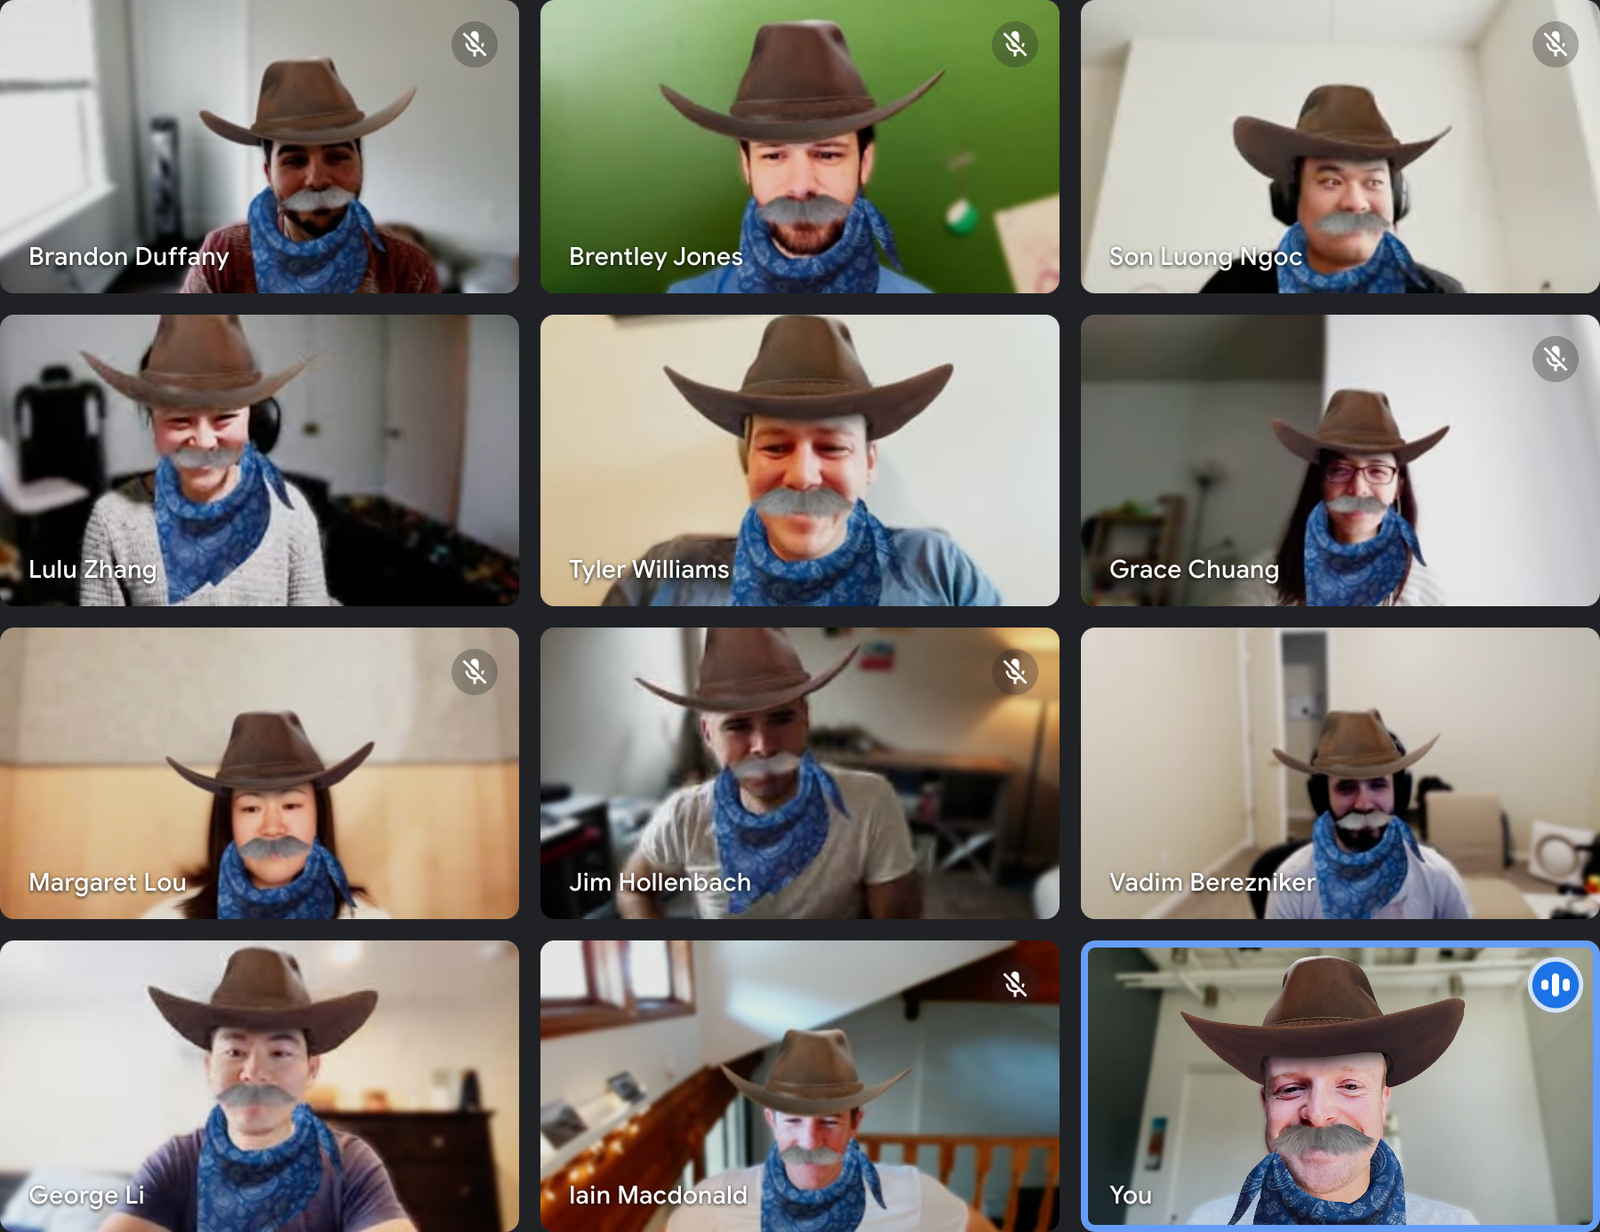 Brandon Duffany
Brentley Jones
Son Luong Ngoc
Lulu Zhang
Tyler Williams
Grace Chuang
Margaret Lou
Jim Hollenbach
Vadim Berezniker
George Li
Iain Macdonald
You